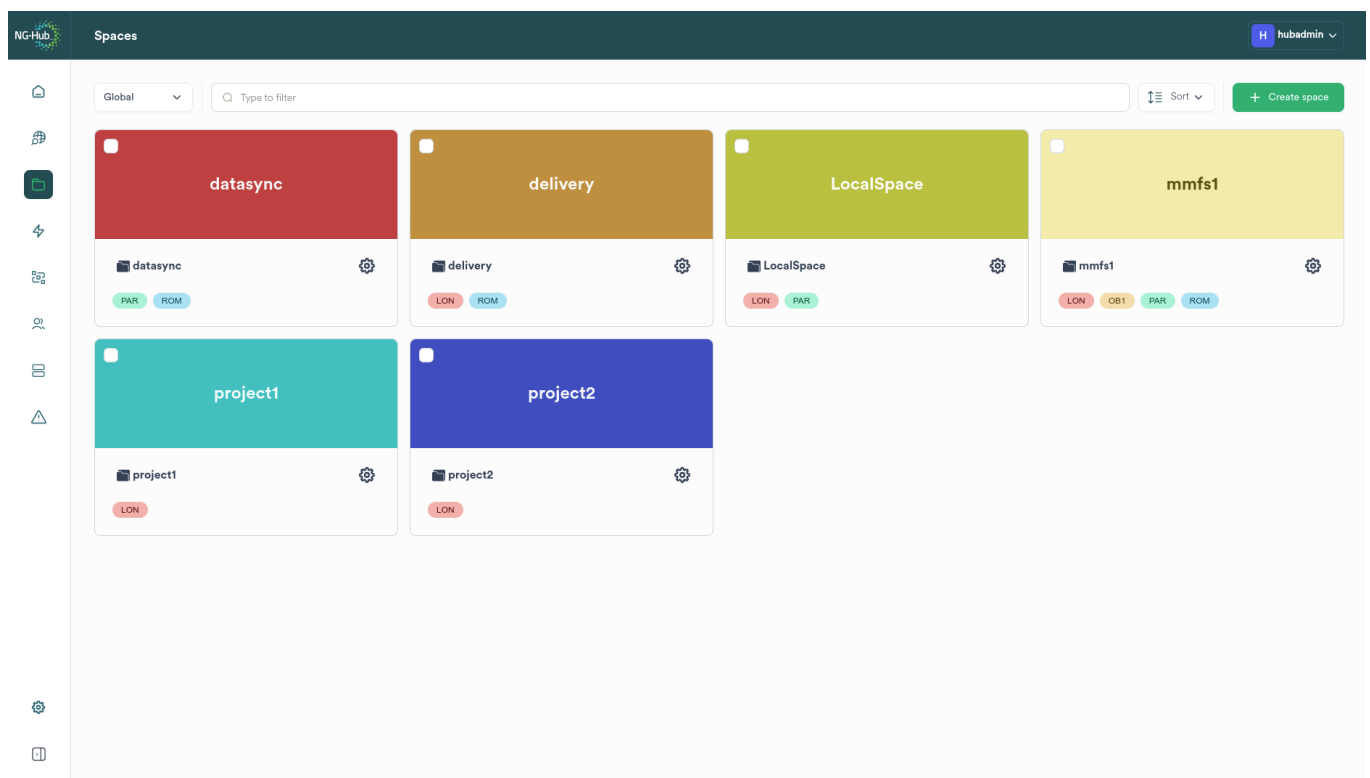 NG-Hub Spaces H hubadmin
Global Type to filter Sort + Create space
datasync delivery LocalSpace mmfs1
datasync delivery LocalSpace mmfs1
PAR ROM LON ROM LON PAR LON OB1 PAR ROM
project1 project2
project1 project2
LON LON